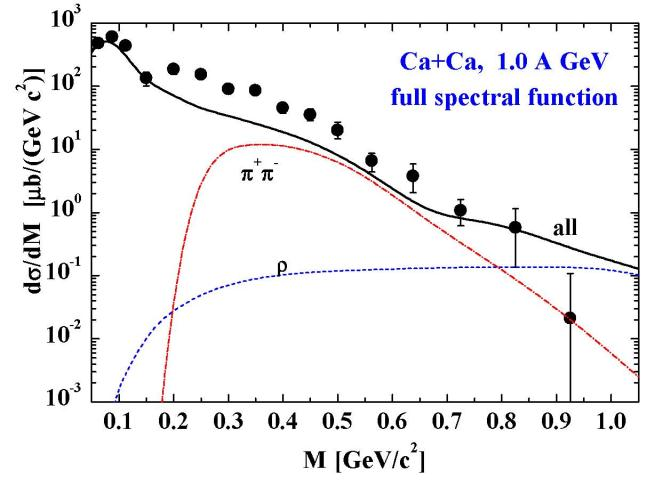 10³
10²
10¹
10⁰
10⁻¹
10⁻²
10⁻³
dσ/dM [μb/(GeV c²)]
Ca+Ca, 1.0 A GeV
full spectral function
π⁺π⁻
all
ρ
0.1 0.2 0.3 0.4 0.5 0.6 0.7 0.8 0.9 1.0
M [GeV/c²]